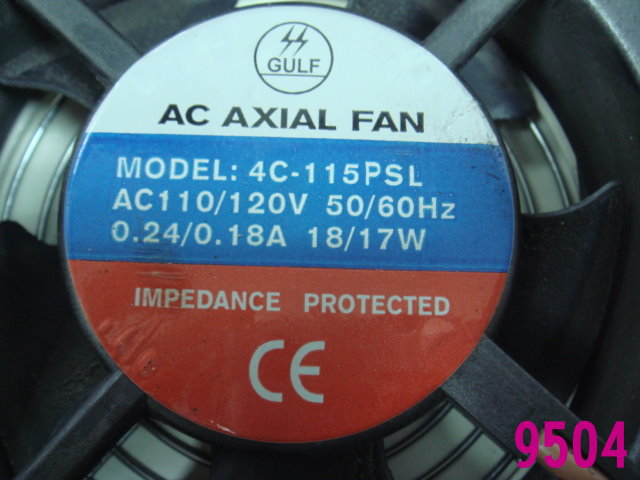 GULF
AC AXIAL FAN
MODEL: 4C-115PSL
AC110/120V 50/60Hz
0.24/0.18A 18/17W
IMPEDANCE PROTECTED
CE
9504